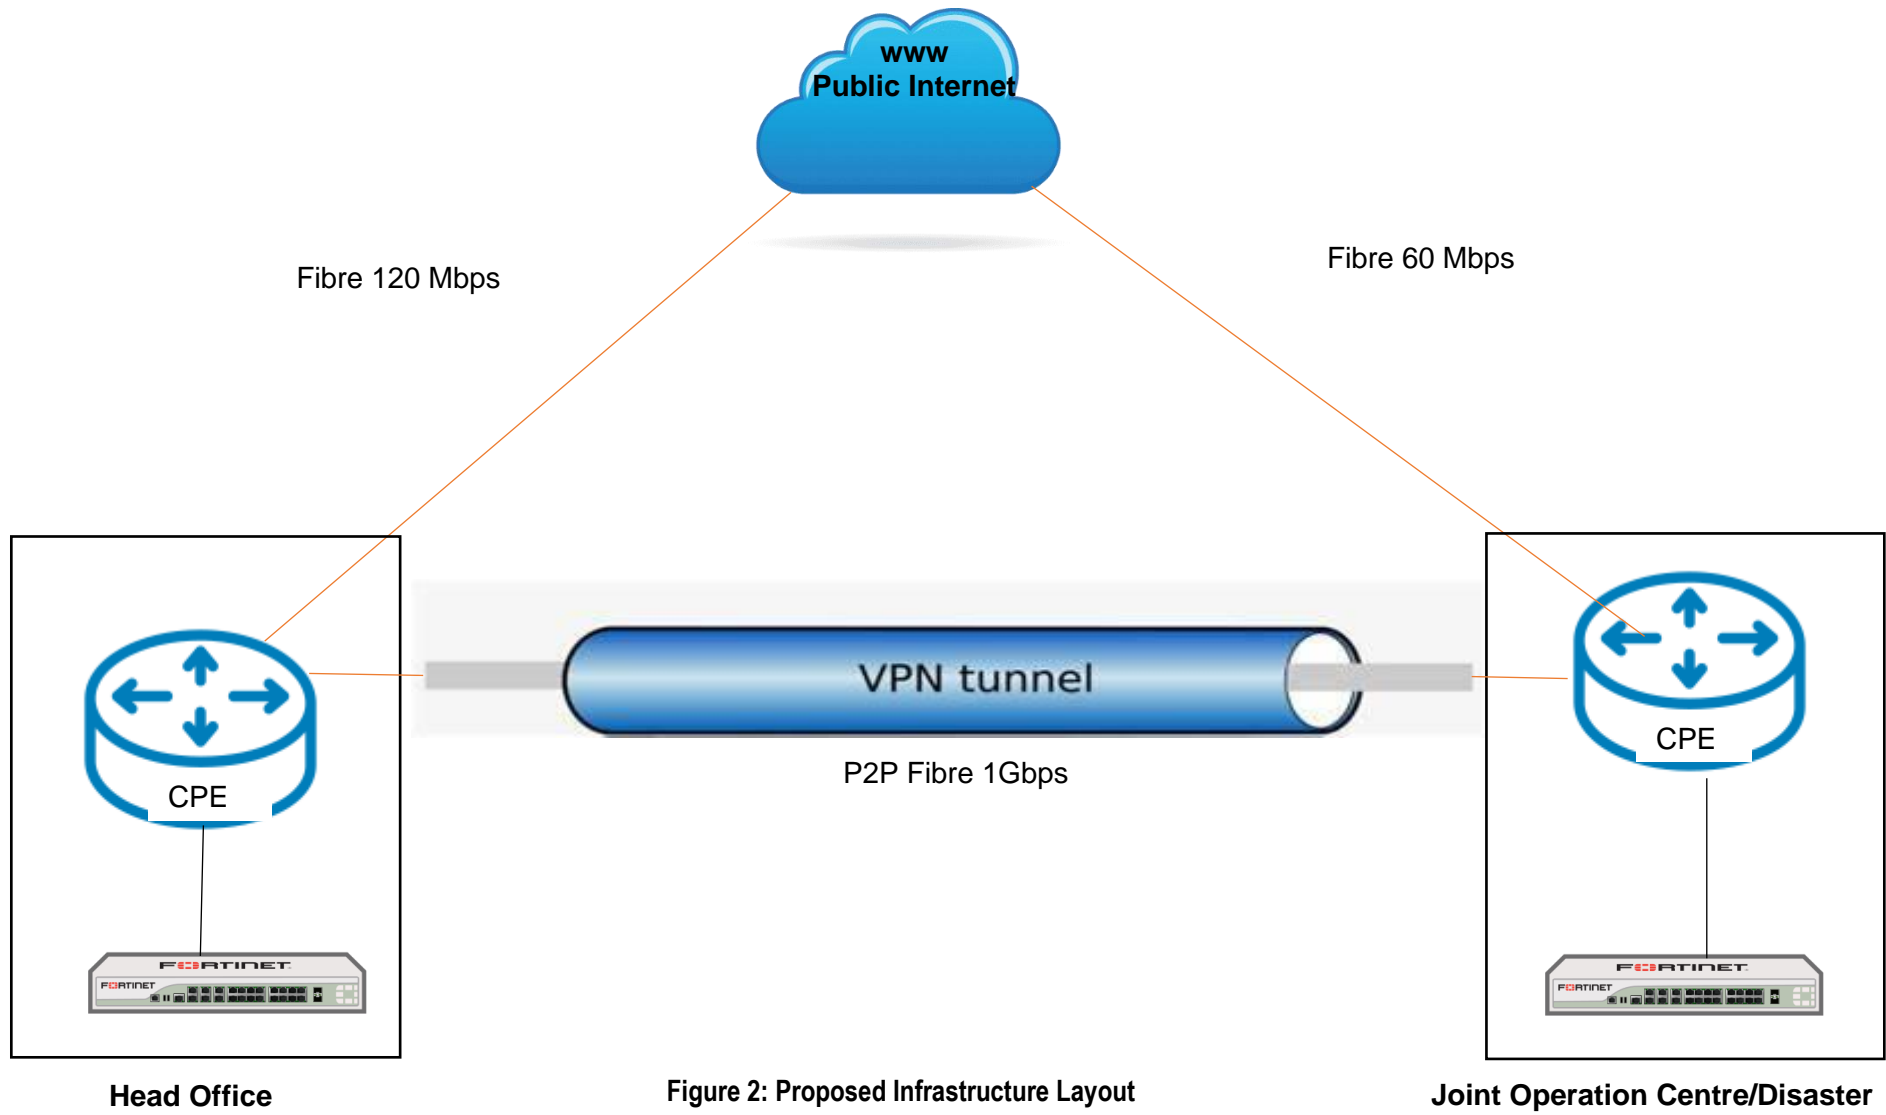 www
Public Internet
Fibre 120 Mbps
Fibre 60 Mbps
VPN tunnel
P2P Fibre 1Gbps
CPE
CPE
FORTINET
FORTINET
FORTINET
FORTINET
Head Office
Figure 2: Proposed Infrastructure Layout
Joint Operation Centre/Disaster